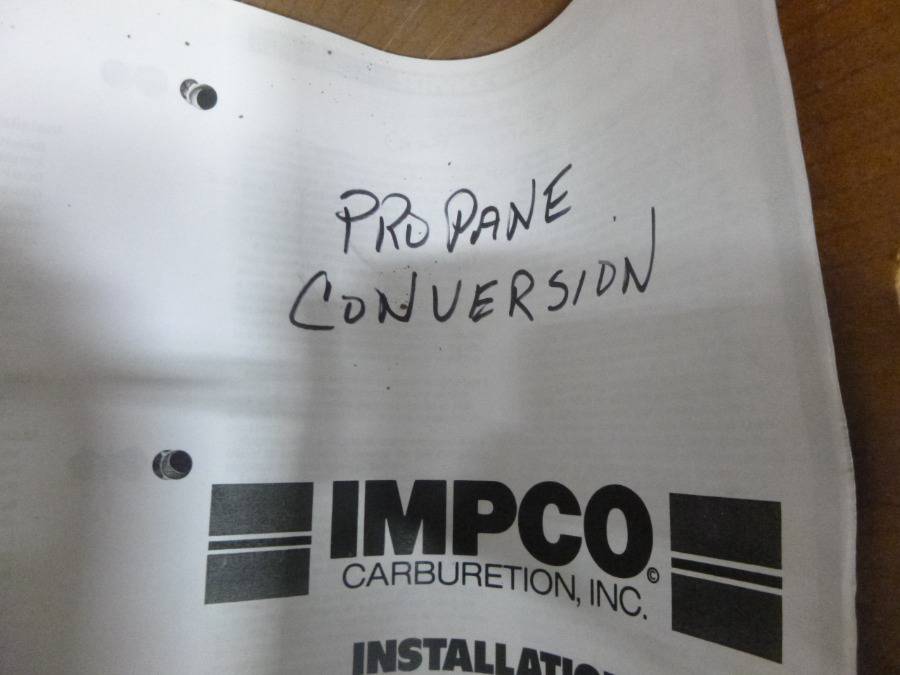 PROPANE
CONVERSION
IMPCO©
CARBURETION, INC.